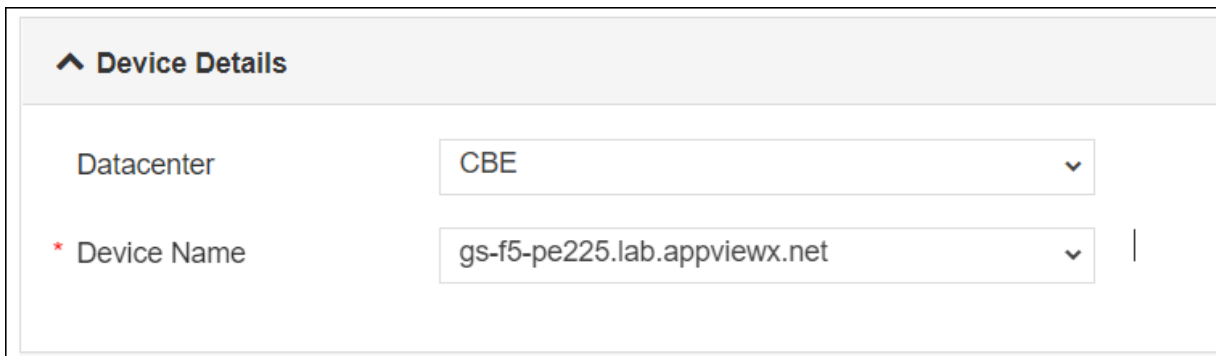 Device Details
Datacenter CBE
* Device Name gs-f5-pe225.lab.appviewx.net